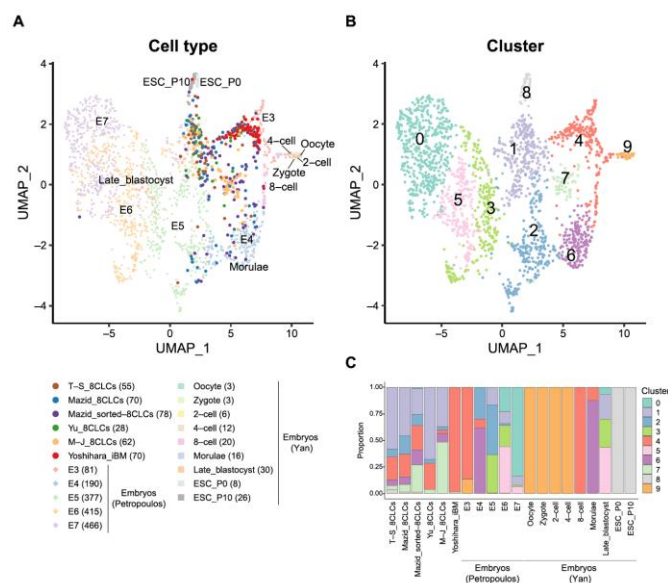 A
Cell type
4
2
0
−2
−4
UMAP_2
−5
0
5
10
UMAP_1
ESC_P10
ESC_P0
E3
4−cell
Oocyte
2−cell
Zygote
8−cell
E7
Late_blastocyst
E6
E5
E4
Morulae
B
Cluster
4
2
0
−2
−4
UMAP_2
−5
0
5
10
UMAP_1
8
0
1
4
9
7
5
3
2
6
T−S_8CLCs (55)
Mazid_8CLCs (70)
Mazid_sorted−8CLCs (78)
Yu_8CLCs (28)
M−J_8CLCs (62)
Yoshihara_iBM (70)
E3 (81)
E4 (190)
E5 (377)
E6 (415)
E7 (466)
Embryos
(Petropoulos)
Oocyte (3)
Zygote (3)
2−cell (6)
4−cell (12)
8−cell (20)
Morulae (16)
Late_blastocyst (30)
ESC_P0 (8)
ESC_P10 (26)
Embryos
(Yan)
C
1.00
0.75
0.50
0.25
0.00
Proportion
T−S_8CLCs
Mazid_8CLCs
Mazid_sorted−8CLCs
Yu_8CLCs
M−J_8CLCs
Yoshihara_iBM
E3
E4
E5
E6
E7
Oocyte
Zygote
2−cell
4−cell
8−cell
Morulae
Late_blastocyst
ESC_P0
ESC_P10
Embryos
(Petropoulos)
Embryos
(Yan)
Cluster
0
1
2
3
4
5
6
7
8
9